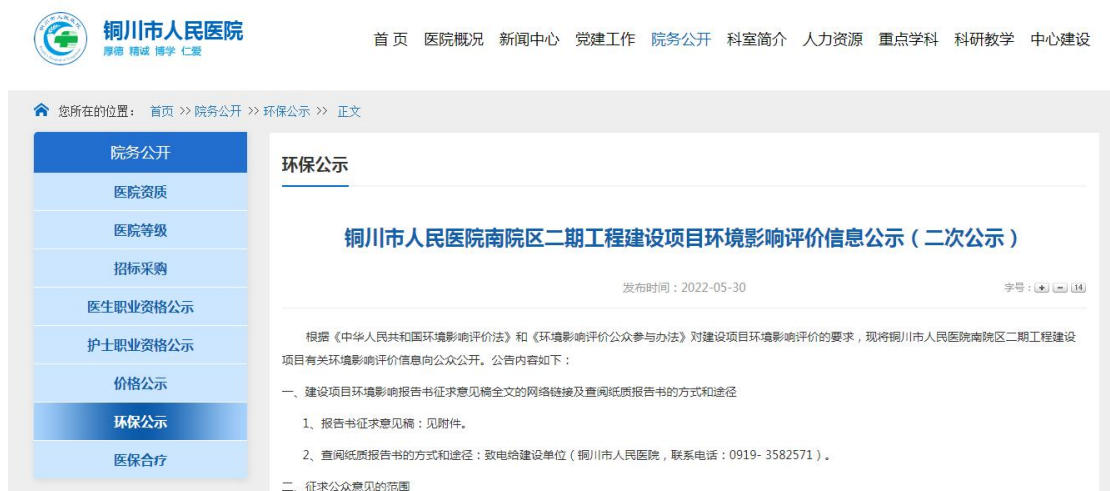 铜川市人民医院
厚德 精诚 博学 仁爱
首 页 医院概况 新闻中心 党建工作 院务公开 科室简介 人力资源 重点学科 科研教学 中心建设
您所在的位置： 首页 >> 院务公开 >> 环保公示 >> 正文
院务公开
医院资质
医院等级
招标采购
医生职业资格公示
护士职业资格公示
价格公示
环保公示
医保合疗
环保公示
铜川市人民医院南院区二期工程建设项目环境影响评价信息公示（二次公示）
发布时间：2022-05-30
字号：+ - 14
根据《中华人民共和国环境影响评价法》和《环境影响评价公众参与办法》对建设项目环境影响评价的要求，现将铜川市人民医院南院区二期工程建设
项目有关环境影响评价信息向公众公开。公告内容如下：
一、建设项目环境影响报告书征求意见稿全文的网络链接及查阅纸质报告书的方式和途径
1、报告书征求意见稿：见附件。
2、查阅纸质报告书的方式和途径：致电给建设单位（铜川市人民医院，联系电话：0919- 3582571）。
二、征求公众意见的范围